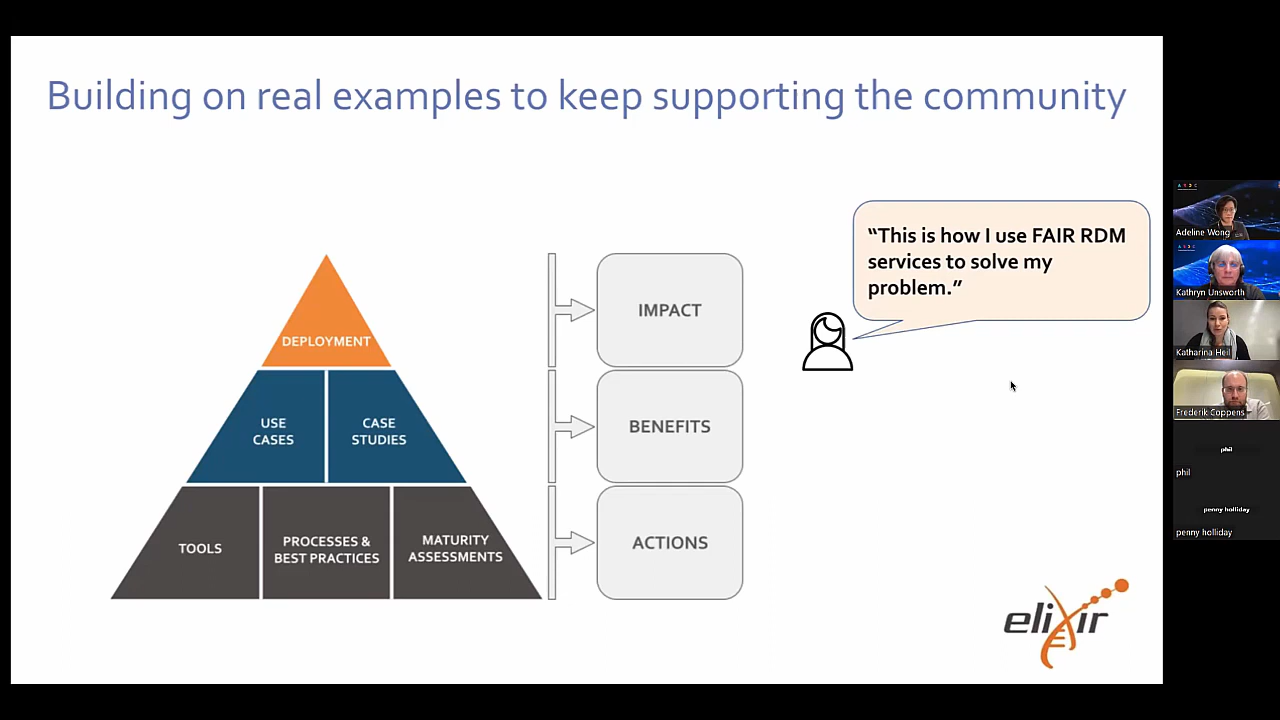 Building on real examples to keep supporting the community
“This is how I use FAIR RDM
services to solve my
problem.”
DEPLOYMENT
IMPACT
USE
CASES
CASE
STUDIES
BENEFITS
TOOLS
PROCESSES &
BEST PRACTICES
MATURITY
ASSESSMENTS
ACTIONS
elixir
Adeline Wong
Kathryn Unsworth
Katharina Heil
Frederik Coppens
phil
phil
penny holliday
penny holliday